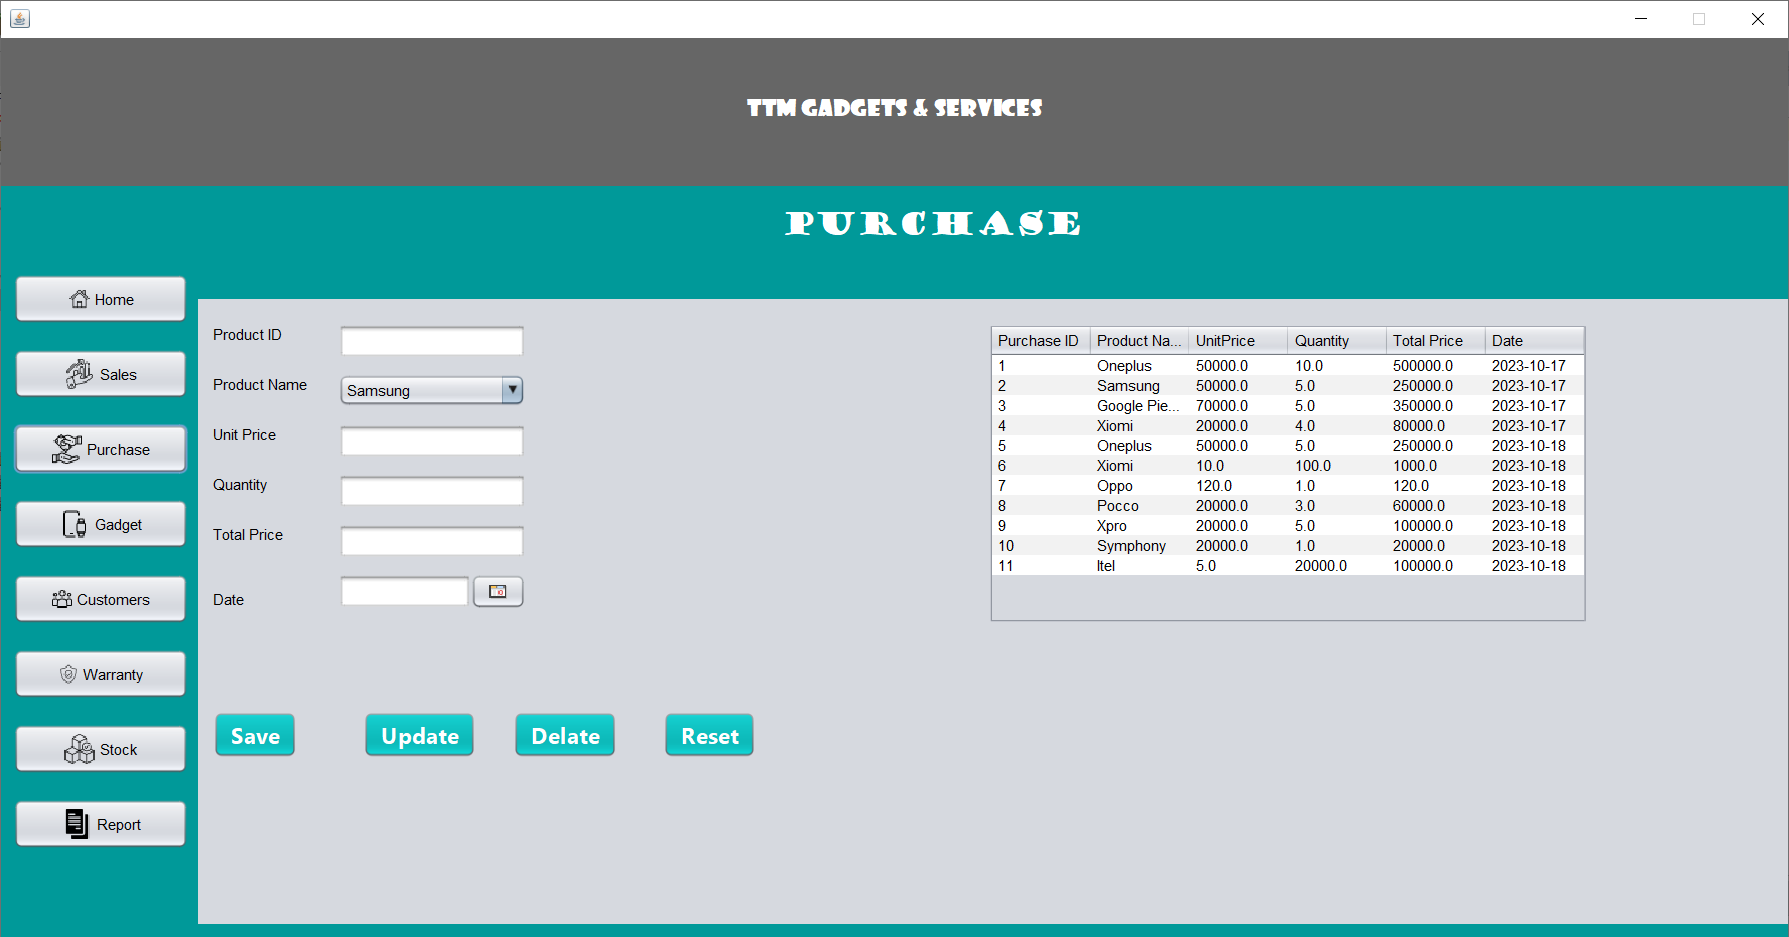 TTM GADGETS & SERVICES
PURCHASE
Home
Sales
Purchase
Gadget
Customers
Warranty
Stock
Report
Product ID
Product Name Samsung
Unit Price
Quantity
Total Price
Date
Save Update Delate Reset
Purchase ID Product Na... UnitPrice Quantity Total Price Date
1 Oneplus 50000.0 10.0 500000.0 2023-10-17
2 Samsung 50000.0 5.0 250000.0 2023-10-17
3 Google Pie... 70000.0 5.0 350000.0 2023-10-17
4 Xiomi 20000.0 4.0 80000.0 2023-10-17
5 Oneplus 50000.0 5.0 250000.0 2023-10-18
6 Xiomi 10.0 100.0 1000.0 2023-10-18
7 Oppo 120.0 1.0 120.0 2023-10-18
8 Pocco 20000.0 3.0 60000.0 2023-10-18
9 Xpro 20000.0 5.0 100000.0 2023-10-18
10 Symphony 20000.0 1.0 20000.0 2023-10-18
11 Itel 5.0 20000.0 100000.0 2023-10-18